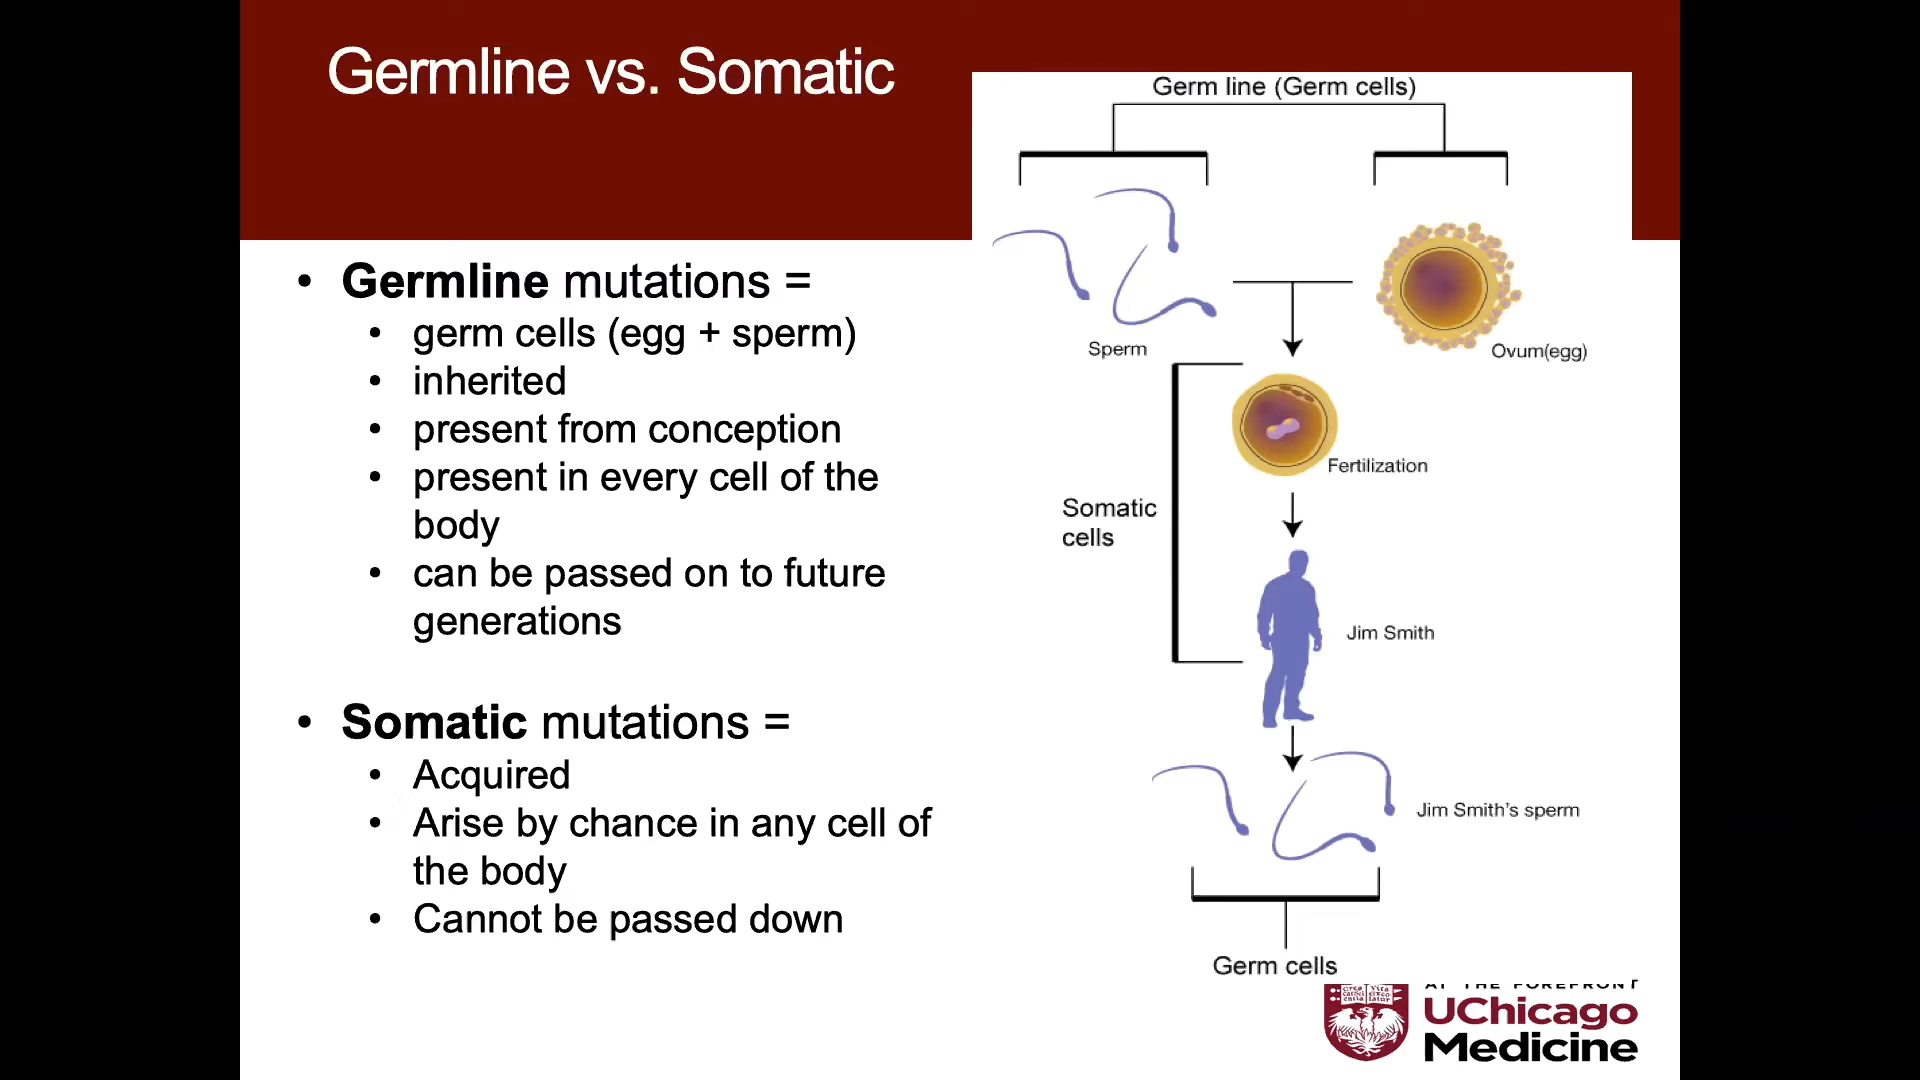 Germline vs. Somatic
• Germline mutations =
• germ cells (egg + sperm)
• inherited
• present from conception
• present in every cell of the
body
• can be passed on to future
generations
• Somatic mutations =
• Acquired
• Arise by chance in any cell of
the body
• Cannot be passed down
Germ line (Germ cells)
Sperm
Ovum(egg)
Fertilization
Somatic
cells
Jim Smith
Jim Smith's sperm
Germ cells
AT THE FOREFRONT
UChicago
Medicine